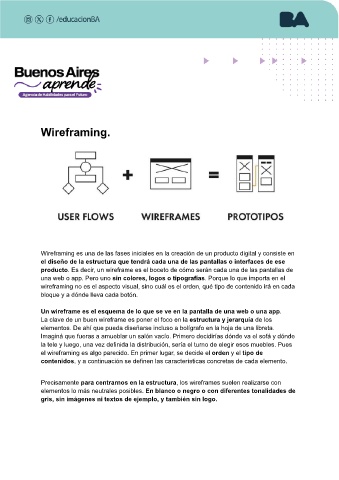 /educacionBA
BA
Buenos Aires
aprende
Agencia de Habilidades para el Futuro
Wireframing.
+ =
USER FLOWS WIREFRAMES PROTOTIPOS
Wireframing es una de las fases iniciales en la creación de un producto digital y consiste en
el diseño de la estructura que tendrá cada una de las pantallas o interfaces de ese
producto. Es decir, un wireframe es el boceto de cómo serán cada una de las pantallas de
una web o app. Pero uno sin colores, logos o tipografías. Porque lo que importa en el
wireframing no es el aspecto visual, sino cuál es el orden, qué tipo de contenido irá en cada
bloque y a dónde lleva cada botón.
Un wireframe es el esquema de lo que se ve en la pantalla de una web o una app.
La clave de un buen wireframe es poner el foco en la estructura y jerarquía de los
elementos. De ahí que pueda diseñarse incluso a bolígrafo en la hoja de una libreta.
Imaginá que fueras a amueblar un salón vacío. Primero decidirías dónde va el sofá y dónde
la tele y luego, una vez definida la distribución, sería el turno de elegir esos muebles. Pues
el wireframing es algo parecido. En primer lugar, se decide el orden y el tipo de
contenidos, y a continuación se definen las características concretas de cada elemento.
Precisamente para centrarnos en la estructura, los wireframes suelen realizarse con
elementos lo más neutrales posibles. En blanco o negro o con diferentes tonalidades de
gris, sin imágenes ni textos de ejemplo, y también sin logo.